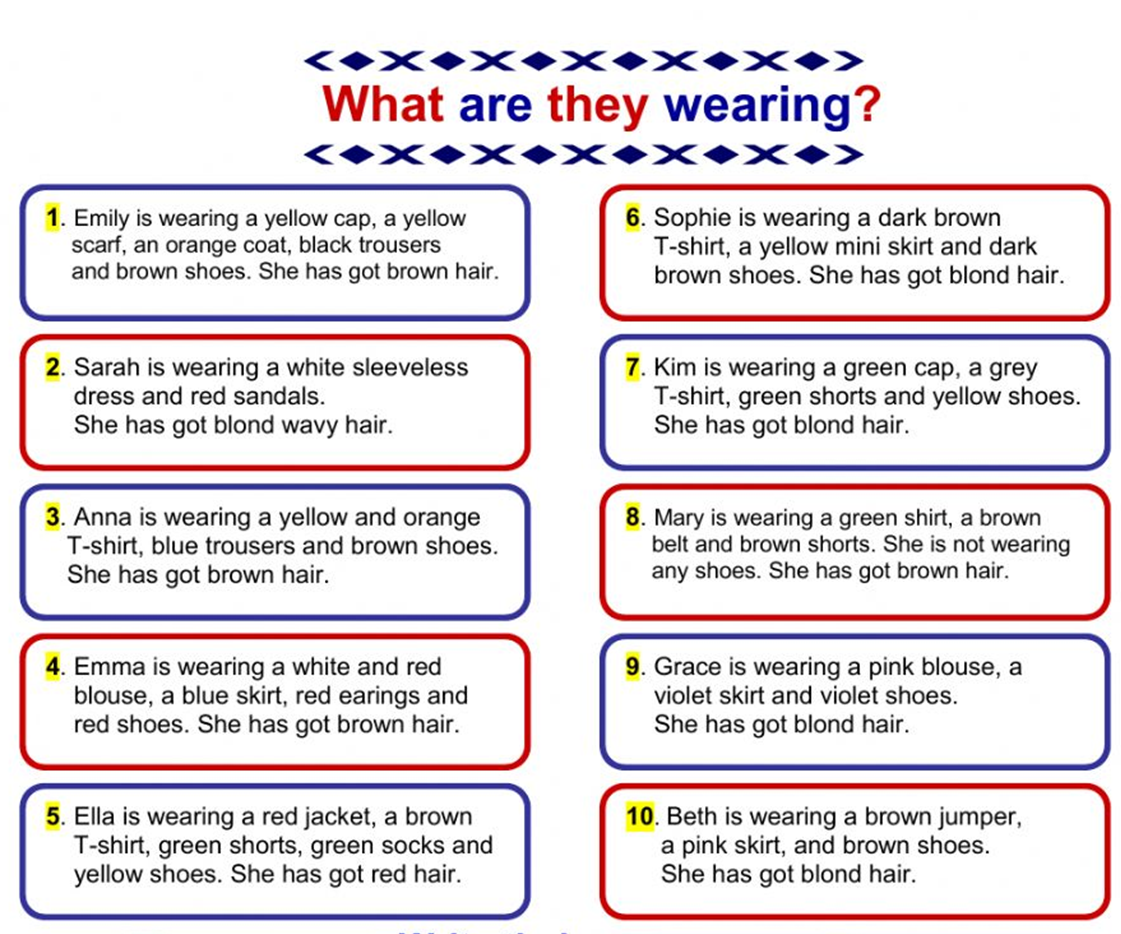 What are they wearing?
1. Emily is wearing a yellow cap, a yellow
scarf, an orange coat, black trousers
and brown shoes. She has got brown hair.
2. Sarah is wearing a white sleeveless
dress and red sandals.
She has got blond wavy hair.
3. Anna is wearing a yellow and orange
T-shirt, blue trousers and brown shoes.
She has got brown hair.
4. Emma is wearing a white and red
blouse, a blue skirt, red earings and
red shoes. She has got brown hair.
5. Ella is wearing a red jacket, a brown
T-shirt, green shorts, green socks and
yellow shoes. She has got red hair.
6. Sophie is wearing a dark brown
T-shirt, a yellow mini skirt and dark
brown shoes. She has got blond hair.
7. Kim is wearing a green cap, a grey
T-shirt, green shorts and yellow shoes.
She has got blond hair.
8. Mary is wearing a green shirt, a brown
belt and brown shorts. She is not wearing
any shoes. She has got brown hair.
9. Grace is wearing a pink blouse, a
violet skirt and violet shoes.
She has got blond hair.
10. Beth is wearing a brown jumper,
a pink skirt, and brown shoes.
She has got blond hair.